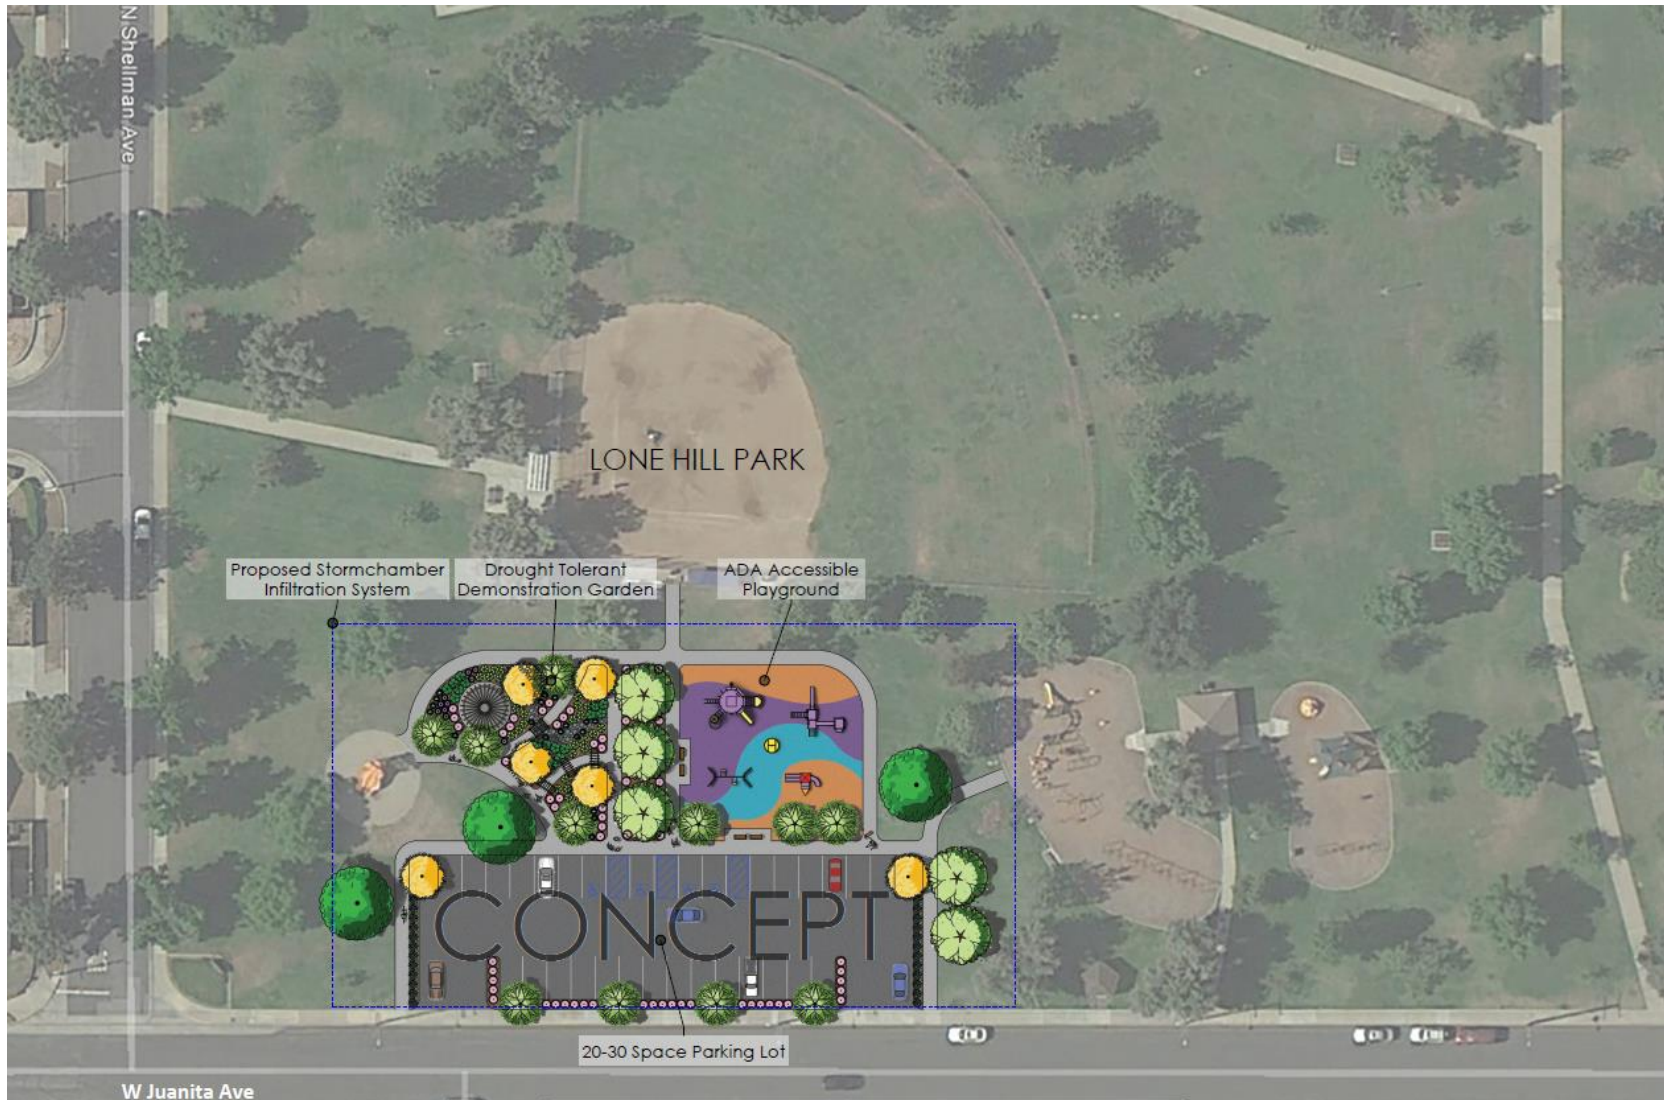 N Shellman Ave
LONE HILL PARK
Proposed Stormchamber
Infiltration System
Drought Tolerant
Demonstration Garden
ADA Accessible
Playground
CONCEPT
20-30 Space Parking Lot
W Juanita Ave